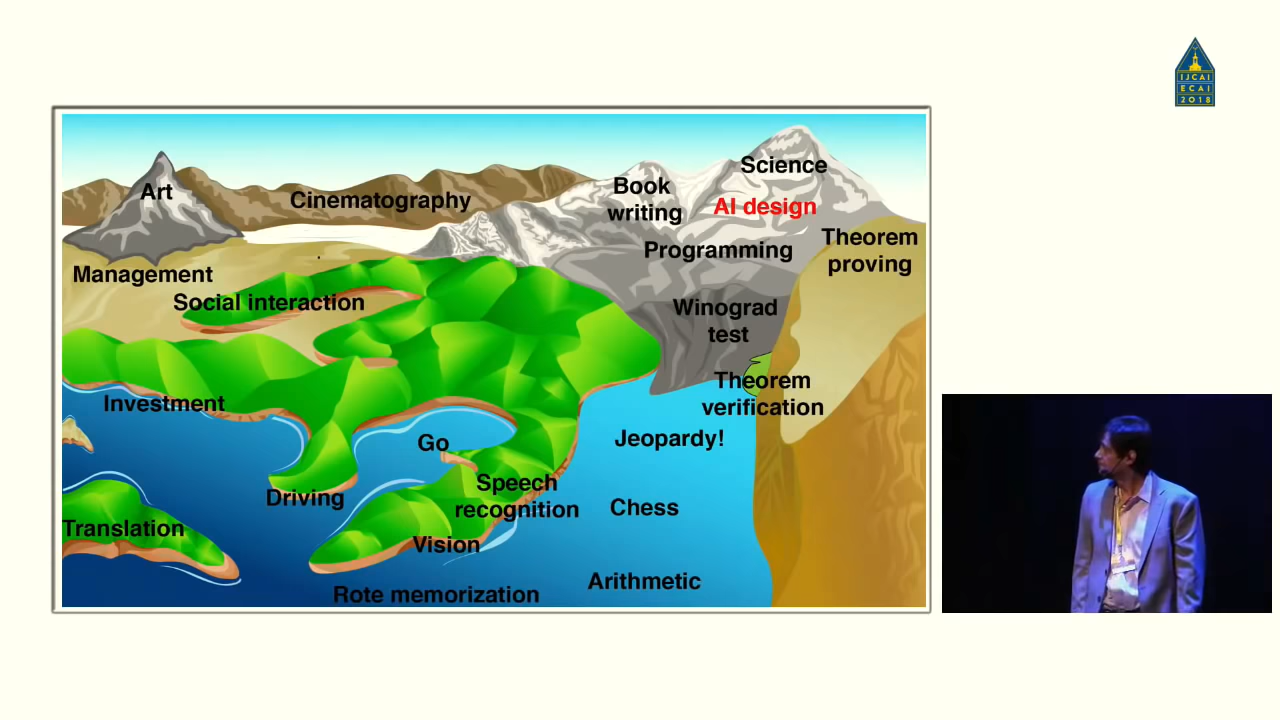 IJCAI
ECAI
2018
Art
Cinematography
Book
writing
Science
AI design
Programming
Theorem
proving
Management
Social interaction
Winograd
test
Theorem
verification
Investment
Go
Jeopardy!
Driving
Speech
recognition
Chess
Translation
Vision
Rote memorization
Arithmetic